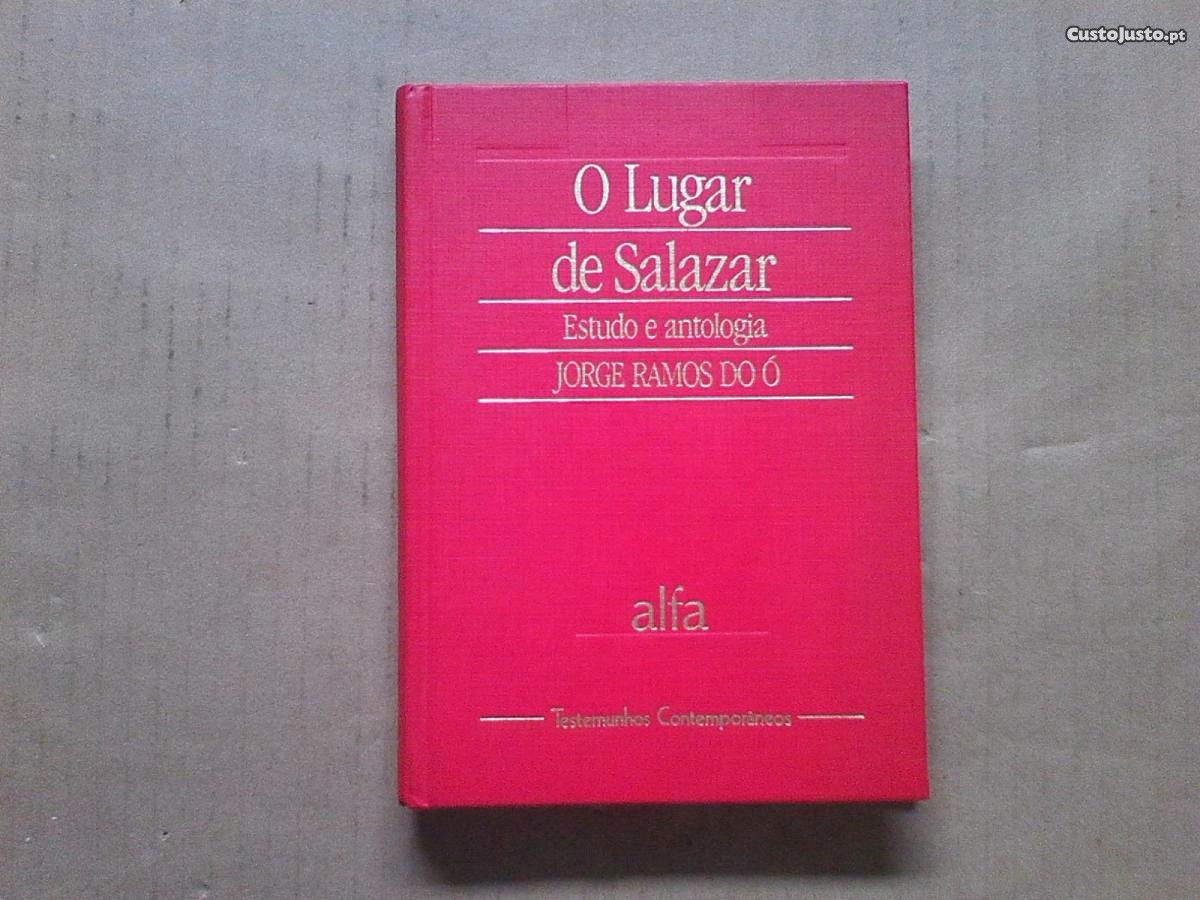 CustoJusto.pt
O Lugar
de Salazar
Estudo e antologia
JORGE RAMOS DO Ó
alfa
Testemunhos Contemporâneos